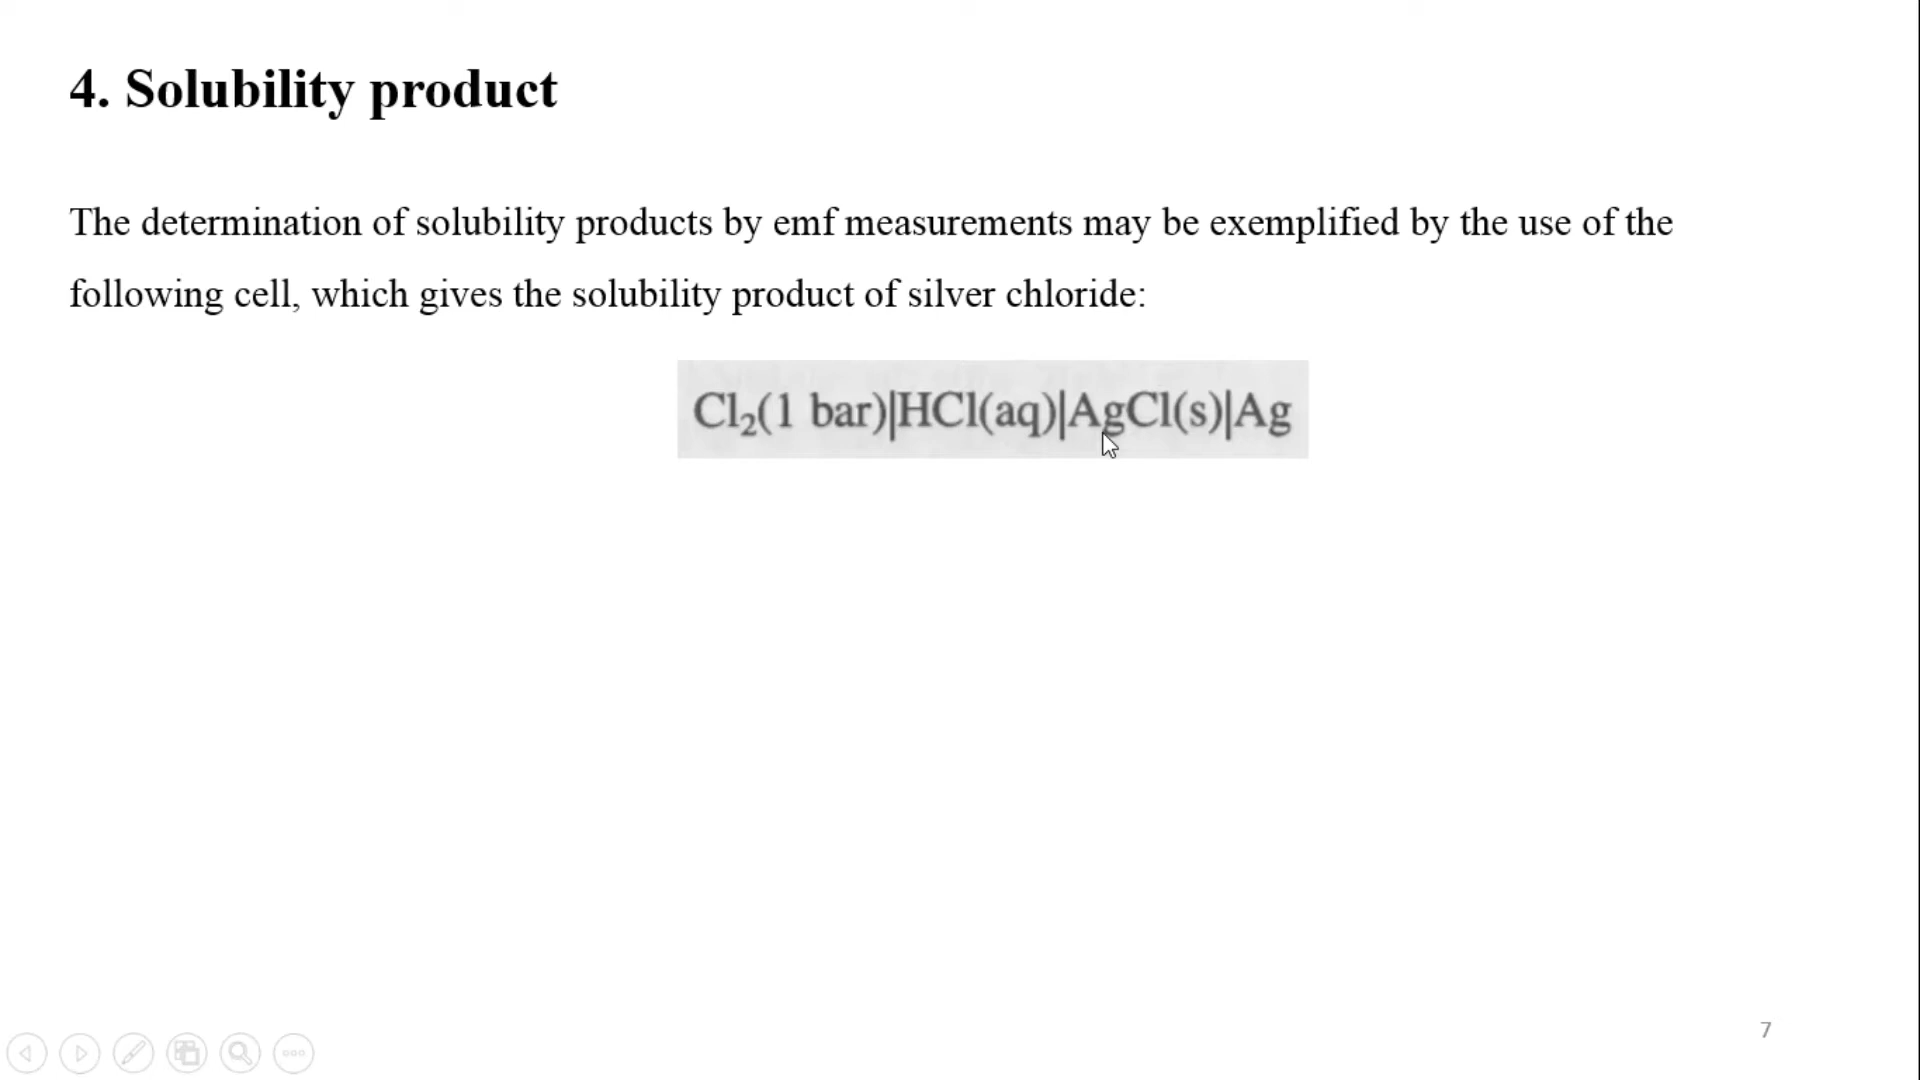 4. Solubility product
The determination of solubility products by emf measurements may be exemplified by the use of the
following cell, which gives the solubility product of silver chloride:
Cl₂(1 bar)|HCl(aq)|AgCl(s)|Ag
7